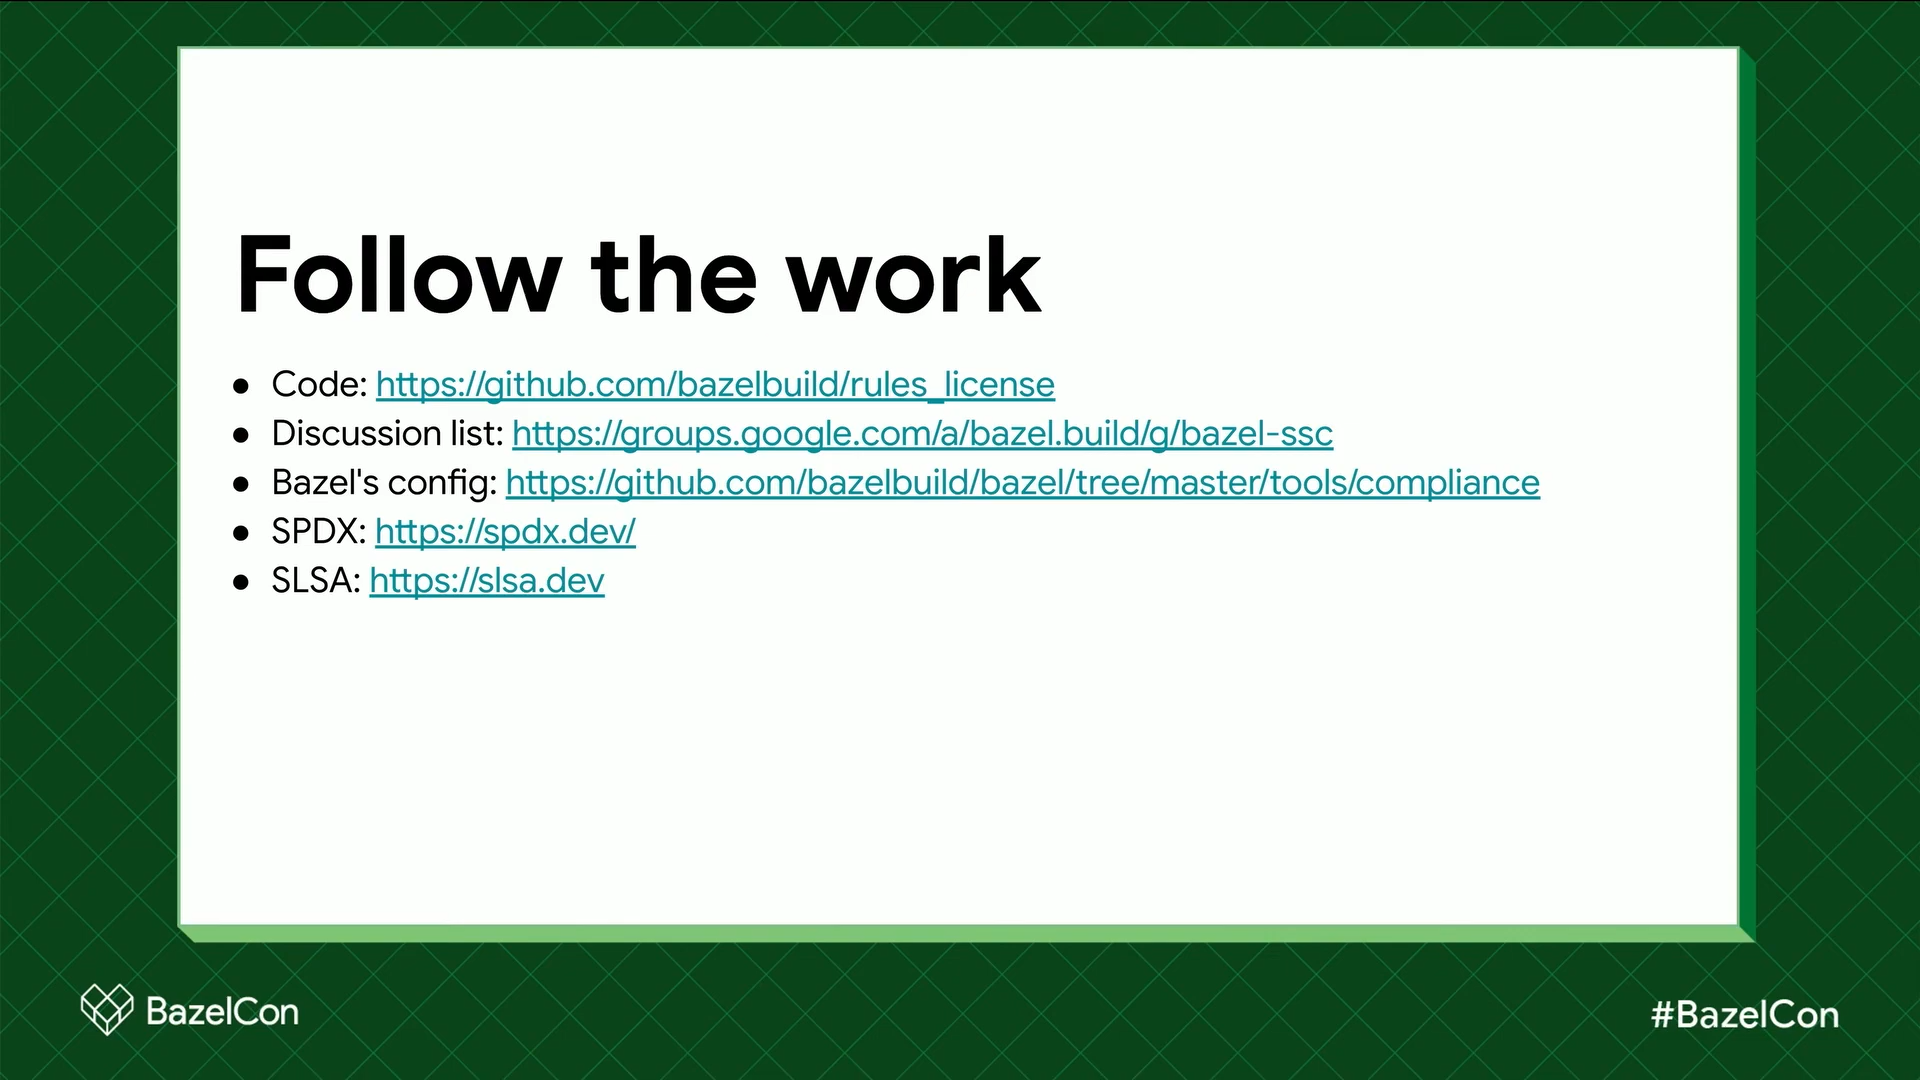 Follow the work
● Code: https://github.com/bazelbuild/rules_license
● Discussion list: https://groups.google.com/a/bazel.build/g/bazel-ssc
● Bazel's config: https://github.com/bazelbuild/bazel/tree/master/tools/compliance
● SPDX: https://spdx.dev/
● SLSA: https://slsa.dev
BazelCon
#BazelCon